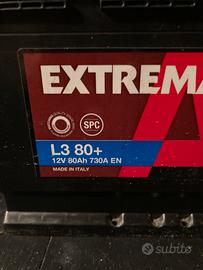 EXTREMA
SPC
L3 80+
12V 80Ah 730A EN
MADE IN ITALY
subito